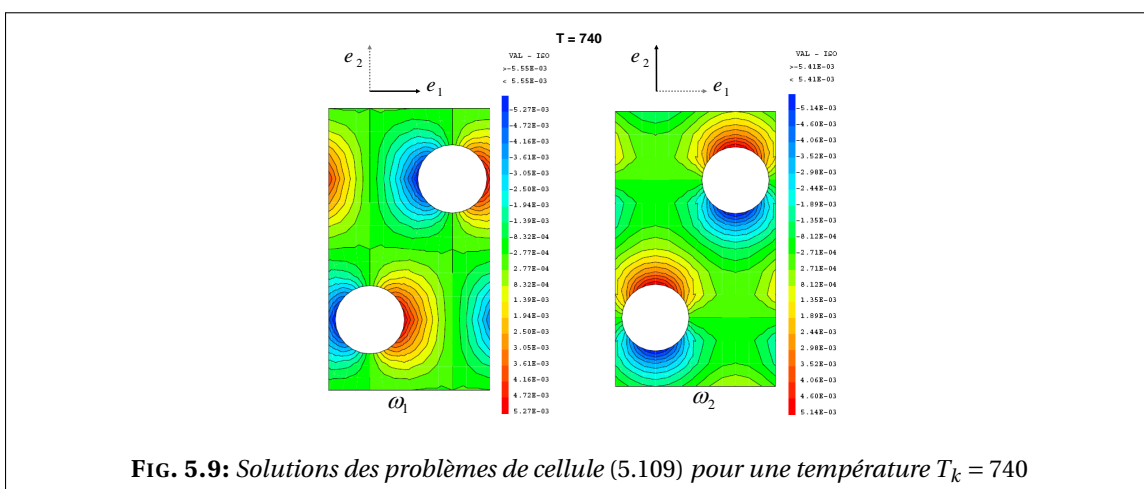 T = 740
e₂
e₁
VAL - ISO
>-5.55E-03
< 5.55E-03
-5.27E-03
-4.72E-03
-4.16E-03
-3.61E-03
-3.05E-03
-2.50E-03
-1.94E-03
-1.39E-03
-8.32E-04
-2.77E-04
2.77E-04
8.32E-04
1.39E-03
1.94E-03
2.50E-03
3.05E-03
3.61E-03
4.16E-03
4.72E-03
5.27E-03
ω₁
e₂
e₁
VAL - ISO
>-5.41E-03
< 5.41E-03
-5.14E-03
-4.60E-03
-4.06E-03
-3.52E-03
-2.98E-03
-2.44E-03
-1.89E-03
-1.35E-03
-8.12E-04
-2.71E-04
2.71E-04
8.12E-04
1.35E-03
1.89E-03
2.44E-03
2.98E-03
3.52E-03
4.06E-03
4.60E-03
5.14E-03
ω₂
FIG. 5.9: Solutions des problèmes de cellule (5.109) pour une température Tₖ = 740